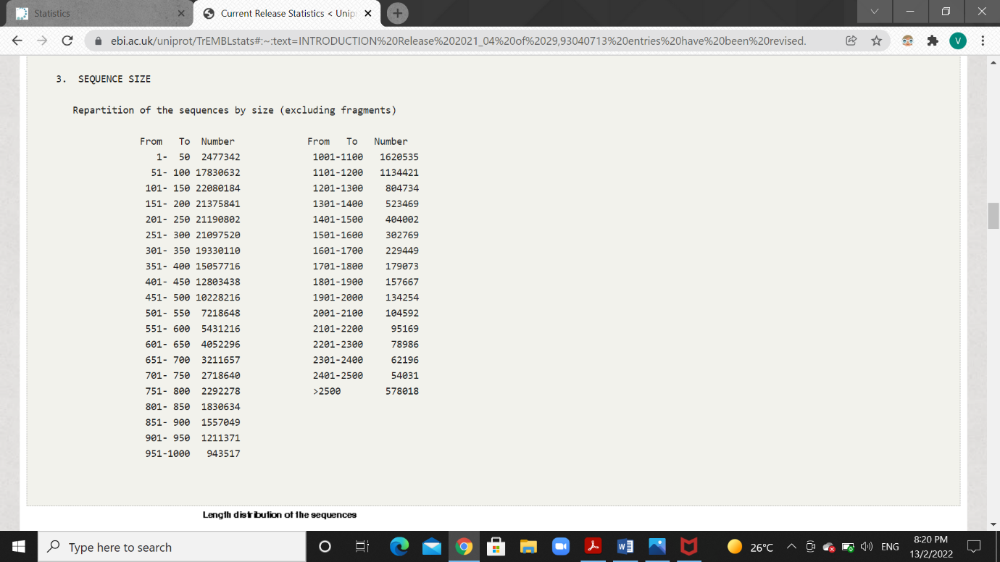 Statistics
Current Release Statistics < Unip
ebi.ac.uk/uniprot/TrEMBLstats#:~:text=INTRODUCTION%20Release%202021_04%20of%2029,93040713%20entries%20have%20been%20revised.
V
3. SEQUENCE SIZE
Repartition of the sequences by size (excluding fragments)
From To Number From To Number
1- 50 2477342 1001-1100 1620535
51- 100 17830632 1101-1200 1134421
101- 150 22080184 1201-1300 804734
151- 200 21375841 1301-1400 523469
201- 250 21190802 1401-1500 404002
251- 300 21097520 1501-1600 302769
301- 350 19330110 1601-1700 229449
351- 400 15057716 1701-1800 179073
401- 450 12803438 1801-1900 157667
451- 500 10228216 1901-2000 134254
501- 550 7218648 2001-2100 104592
551- 600 5431216 2101-2200 95169
601- 650 4052296 2201-2300 78986
651- 700 3211657 2301-2400 62196
701- 750 2718640 2401-2500 54031
751- 800 2292278 >2500 578018
801- 850 1830634
851- 900 1557049
901- 950 1211371
951-1000 943517
Length distribution of the sequences
Type here to search
26°C
ENG
8:20 PM
13/2/2022